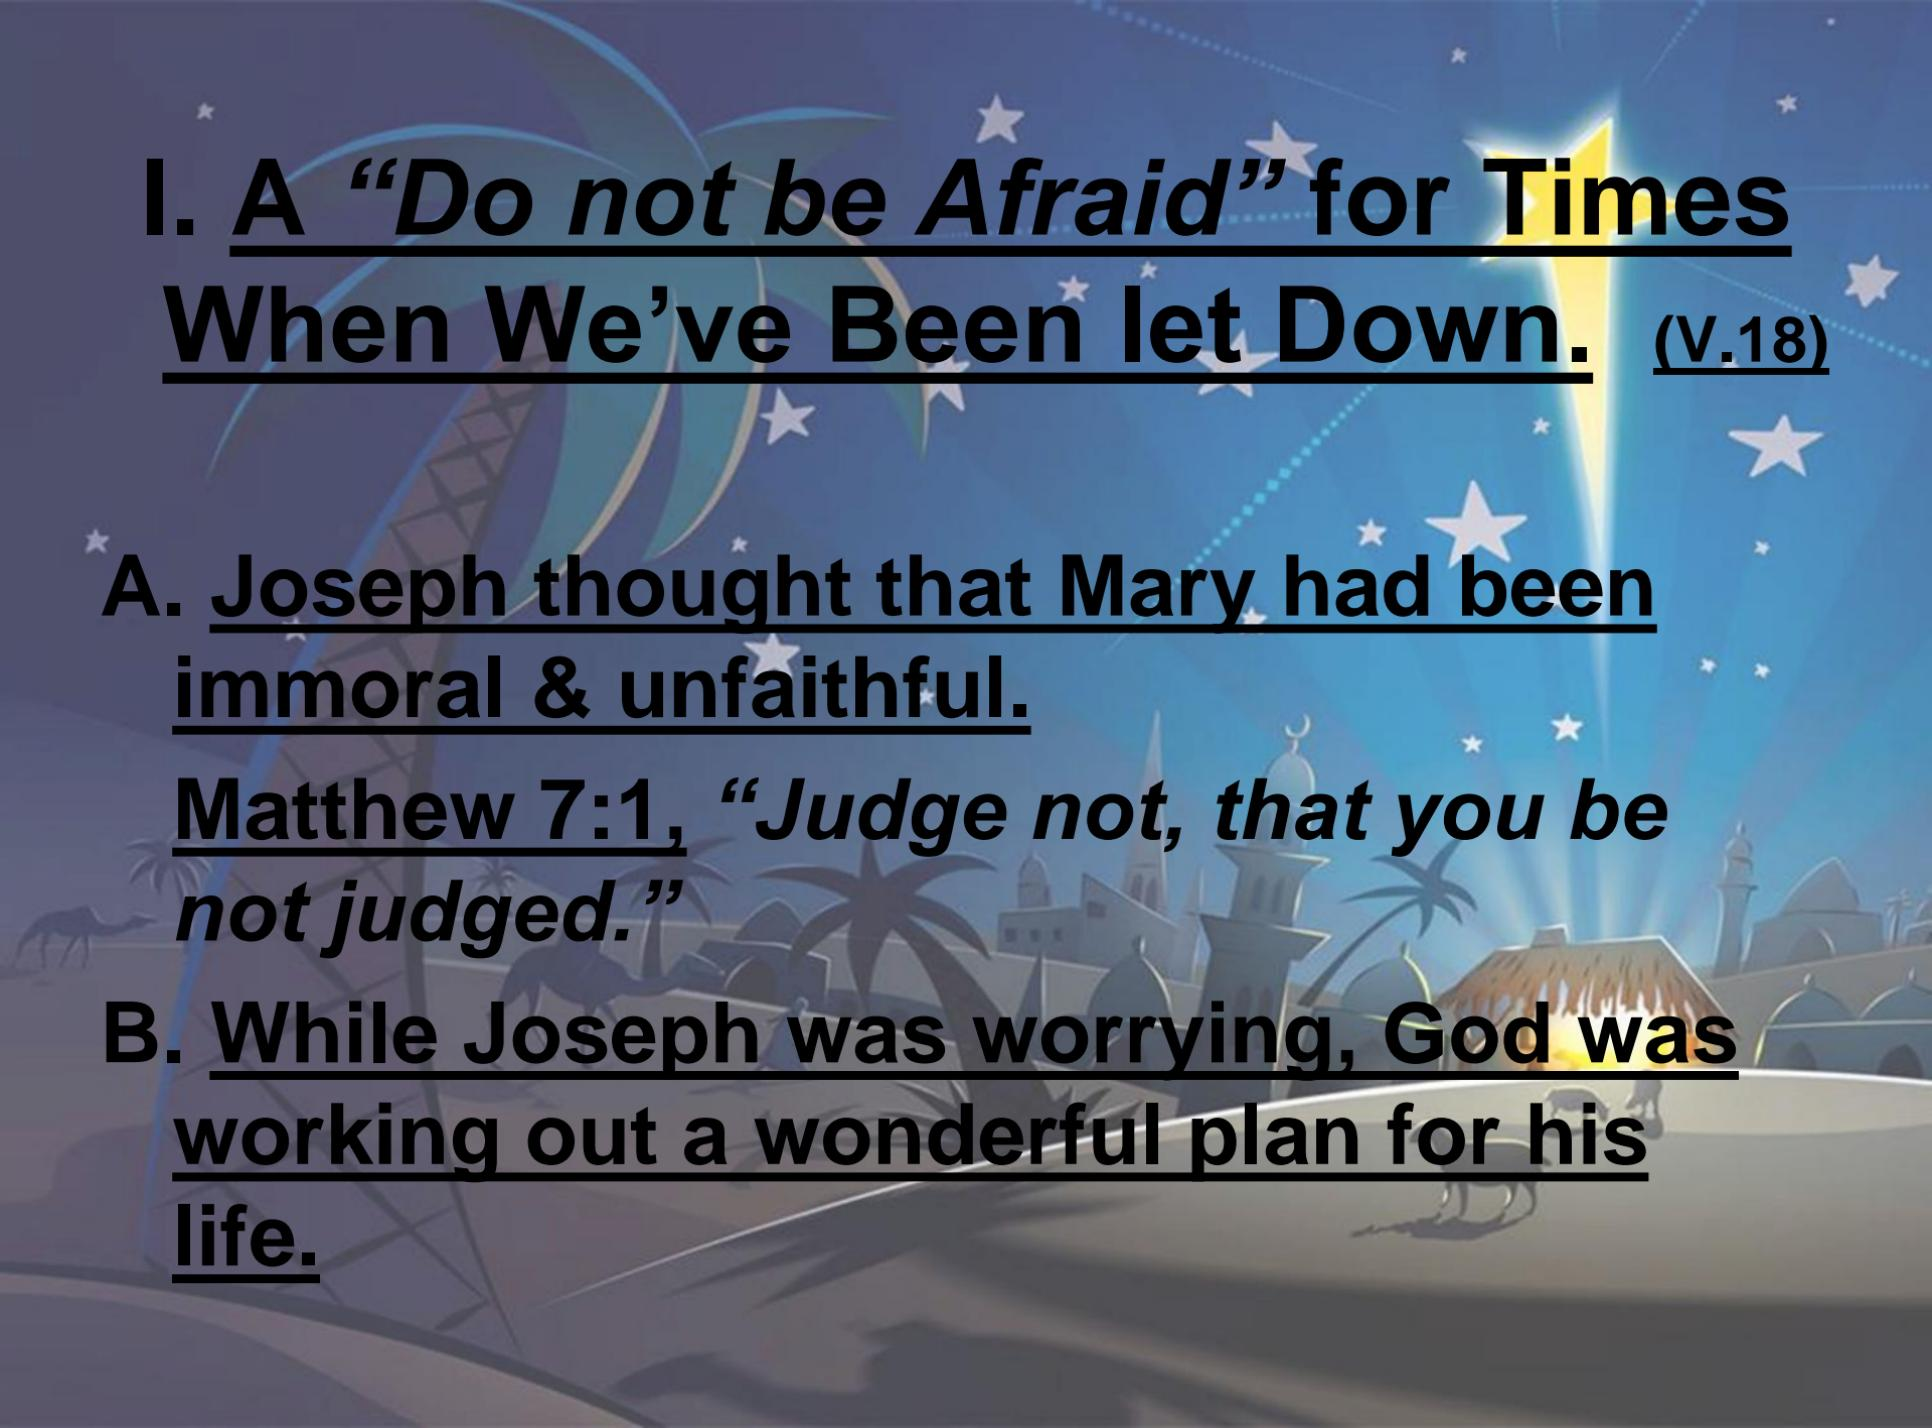 I. A “Do not be Afraid” for Times
When We’ve Been let Down. (V.18)
A. Joseph thought that Mary had been
immoral & unfaithful.
Matthew 7:1, “Judge not, that you be
not judged.”
B. While Joseph was worrying, God was
working out a wonderful plan for his
life.